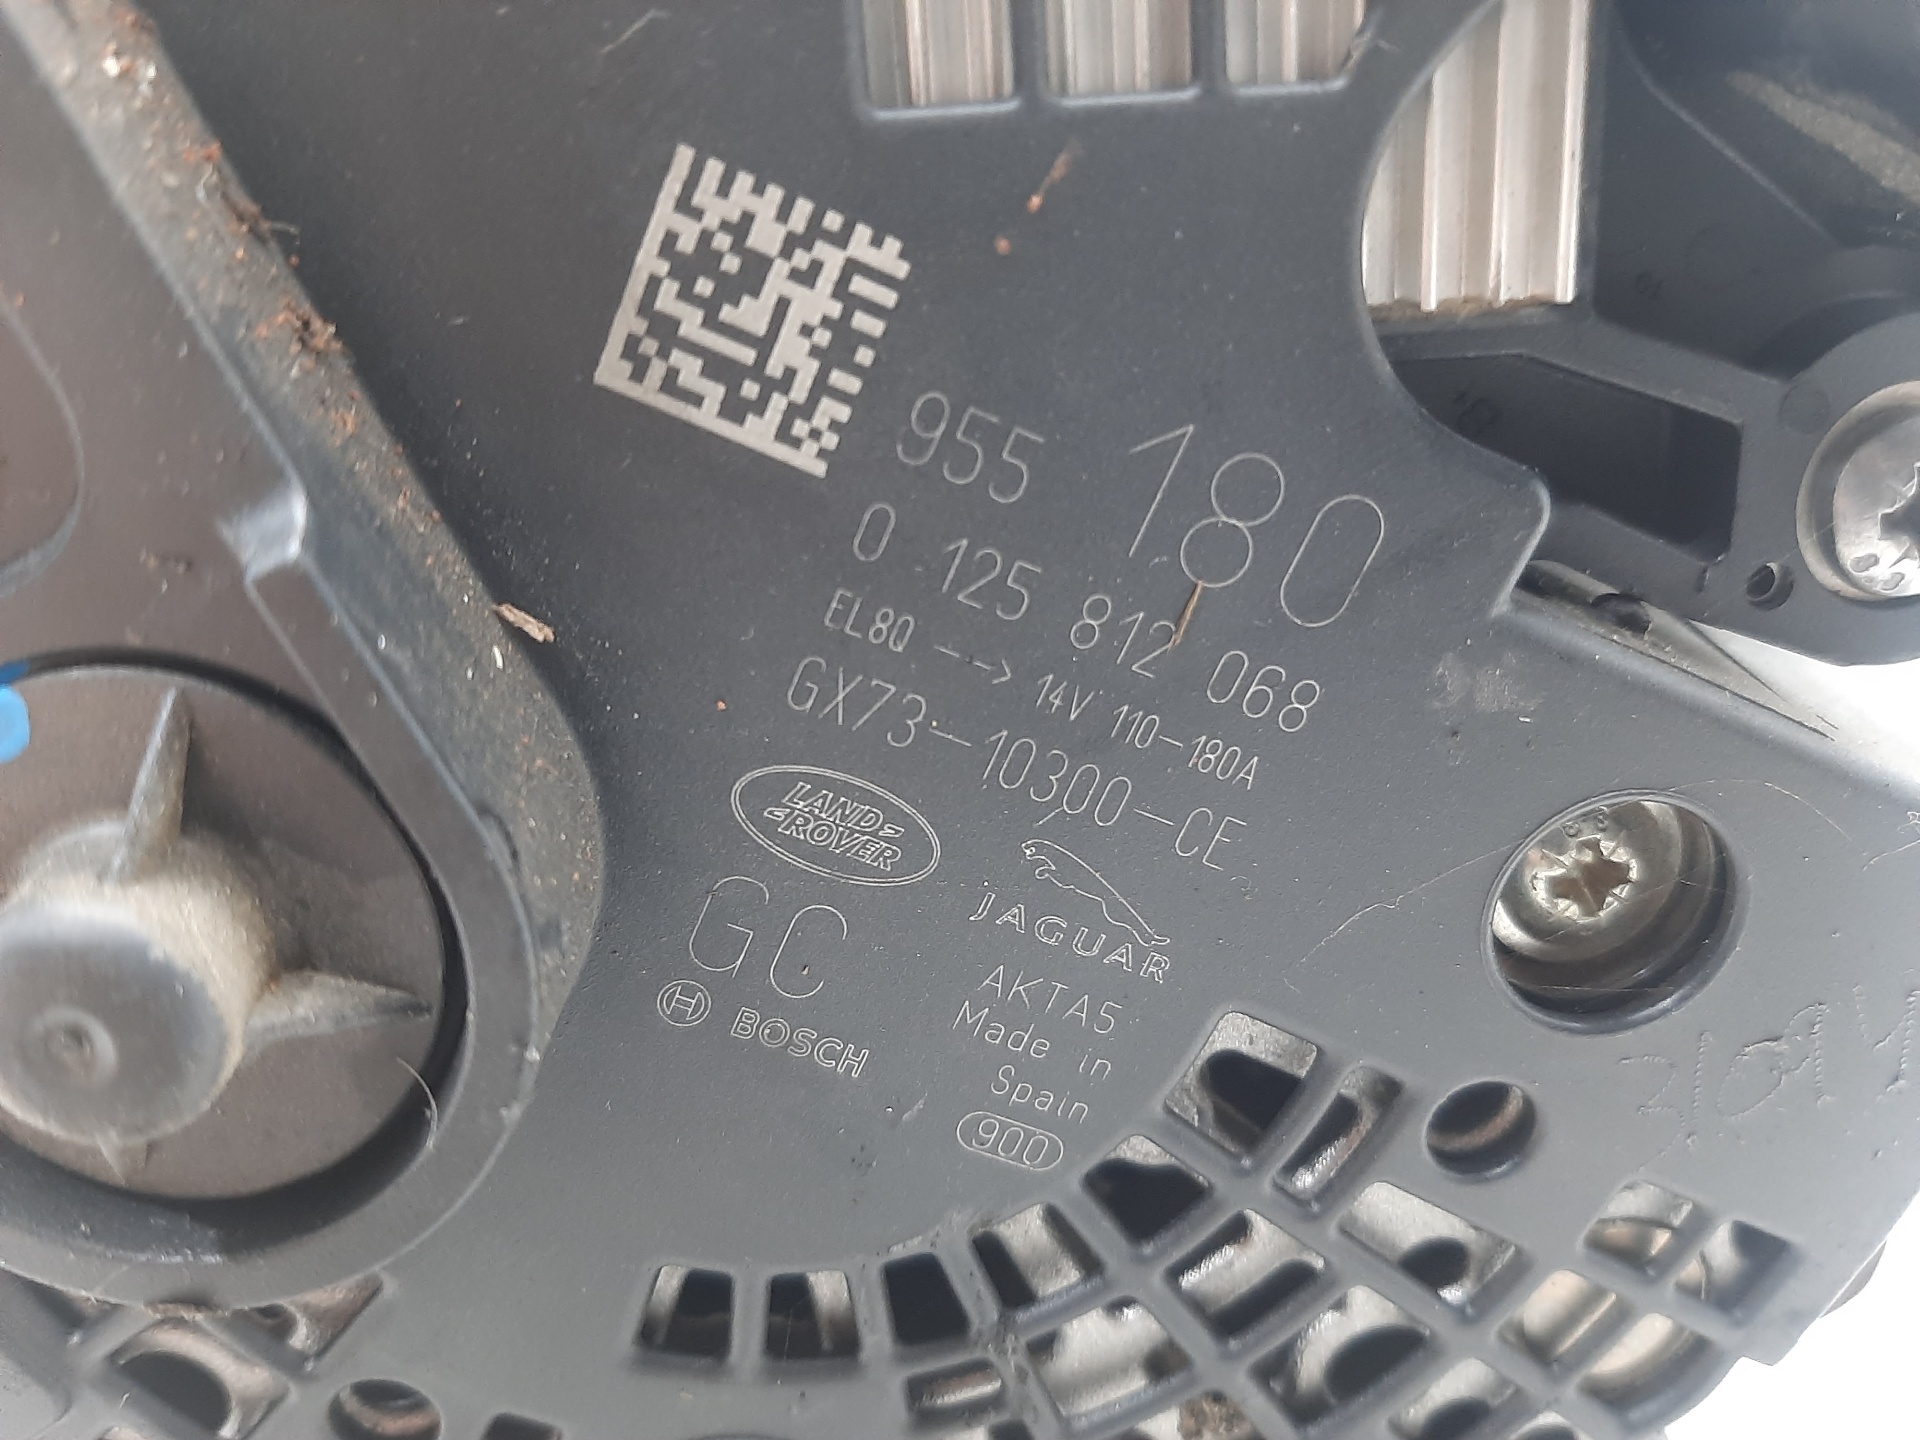 955 180
0 125 812 068
EL8Q --> 14V 110-180A
GX73-10300-CE
LAND ROVER
JAGUAR
GC
AKTA5
BOSCH
Made in
Spain
900